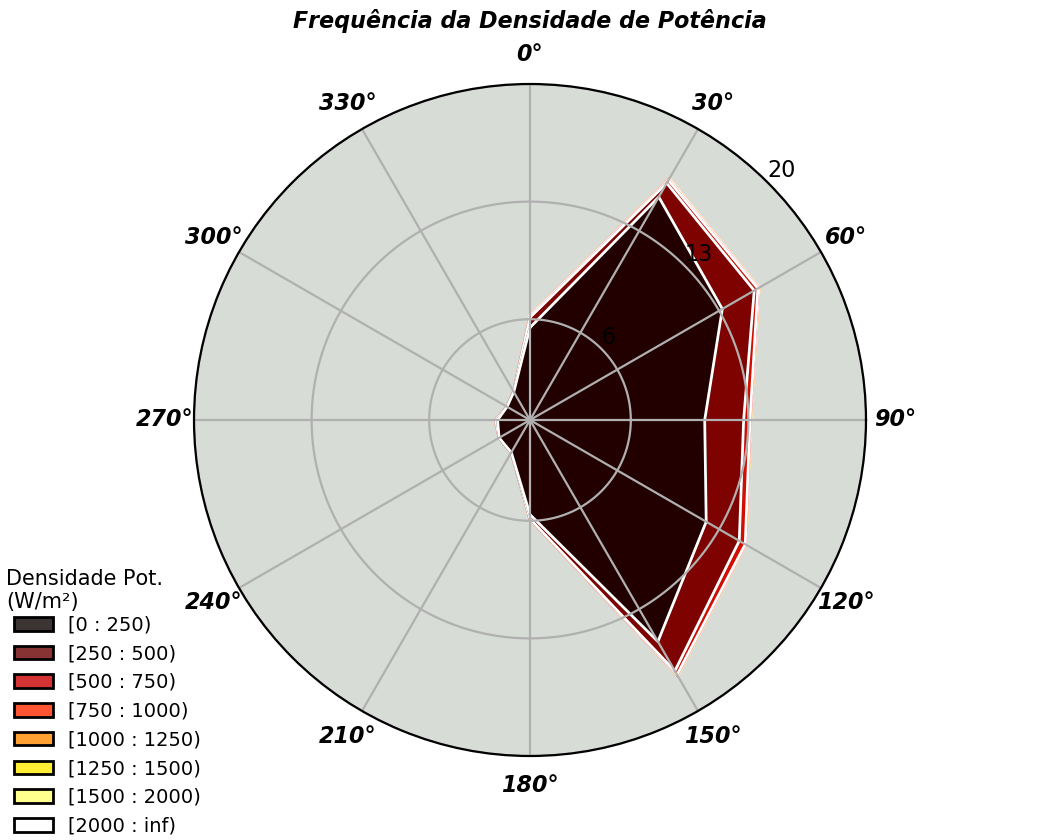 Frequência da Densidade de Potência
0°
330°
30°
20
300°
60°
13
6
270°
90°
240°
120°
210°
150°
180°
Densidade Pot.
(W/m²)
[0 : 250)
[250 : 500)
[500 : 750)
[750 : 1000)
[1000 : 1250)
[1250 : 1500)
[1500 : 2000)
[2000 : inf)